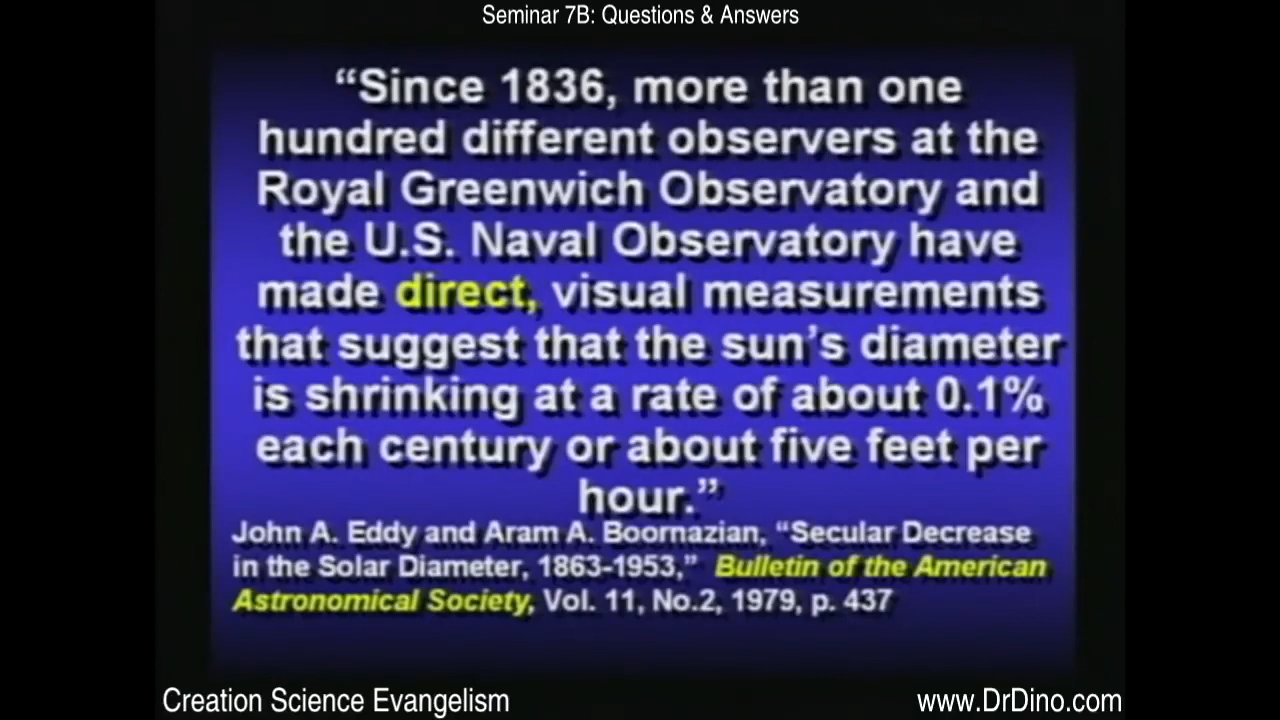 Seminar 7B: Questions & Answers
“Since 1836, more than one
hundred different observers at the
Royal Greenwich Observatory and
the U.S. Naval Observatory have
made direct, visual measurements
that suggest that the sun’s diameter
is shrinking at a rate of about 0.1%
each century or about five feet per
hour.”
John A. Eddy and Aram A. Boornazian, “Secular Decrease
in the Solar Diameter, 1863-1953,” Bulletin of the American
Astronomical Society, Vol. 11, No.2, 1979, p. 437
Creation Science Evangelism
www.DrDino.com